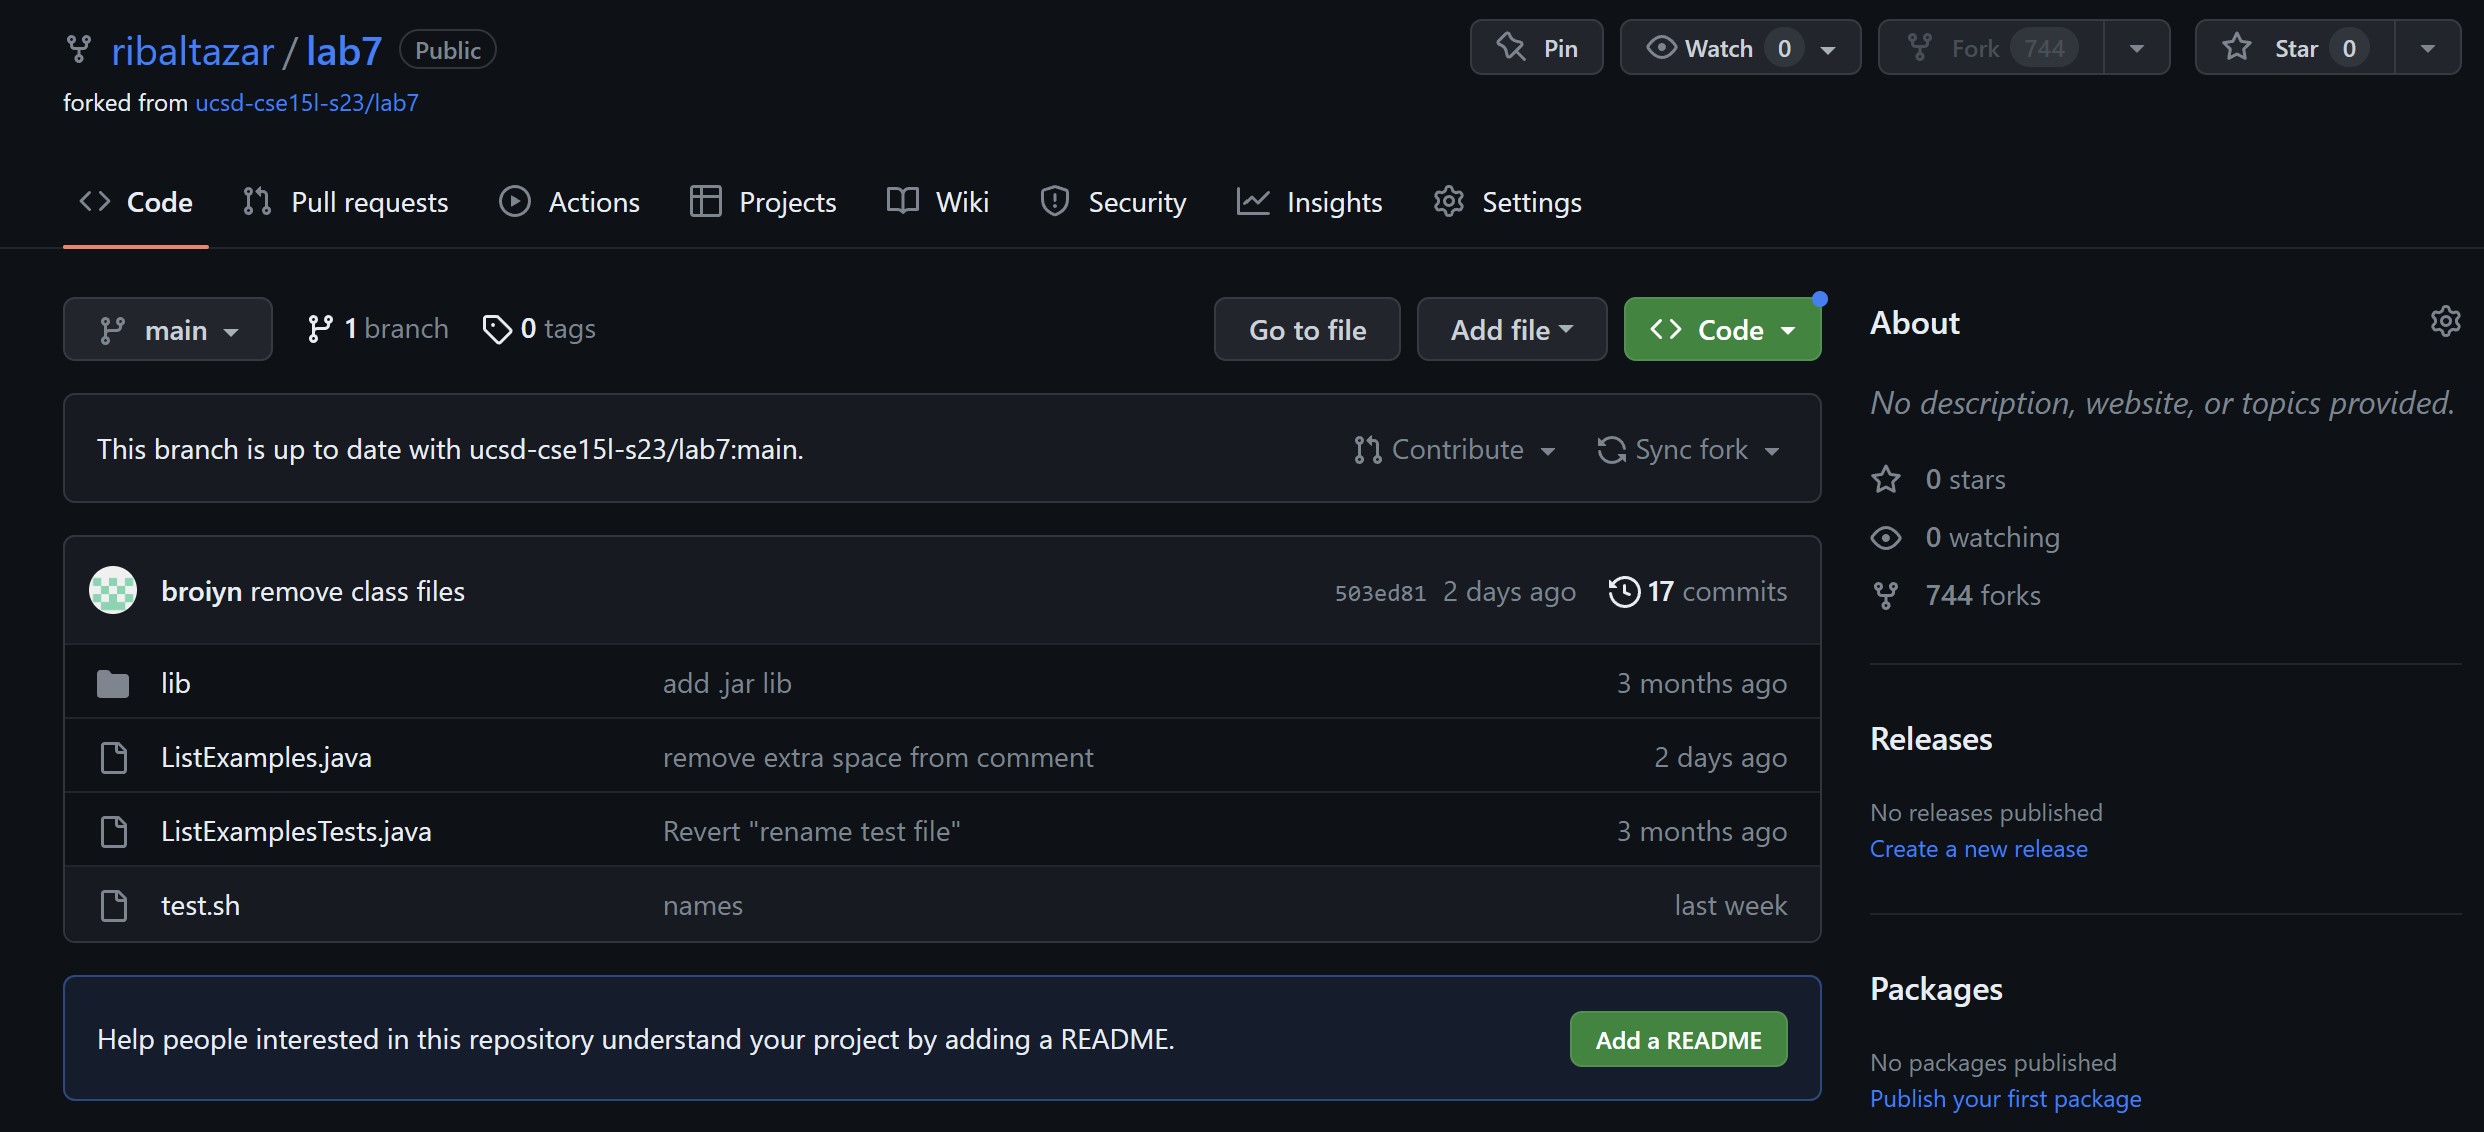 ribaltazar / lab7 Public
Pin
Watch 0
Fork 744
Star 0
forked from ucsd-cse15l-s23/lab7
Code
Pull requests
Actions
Projects
Wiki
Security
Insights
Settings
main
1 branch
0 tags
Go to file
Add file
Code
This branch is up to date with ucsd-cse15l-s23/lab7:main.
Contribute
Sync fork
broiyn remove class files
503ed81 2 days ago
17 commits
lib add .jar lib 3 months ago
ListExamples.java remove extra space from comment 2 days ago
ListExamplesTests.java Revert "rename test file" 3 months ago
test.sh names last week
Help people interested in this repository understand your project by adding a README.
Add a README
About
No description, website, or topics provided.
0 stars
0 watching
744 forks
Releases
No releases published
Create a new release
Packages
No packages published
Publish your first package